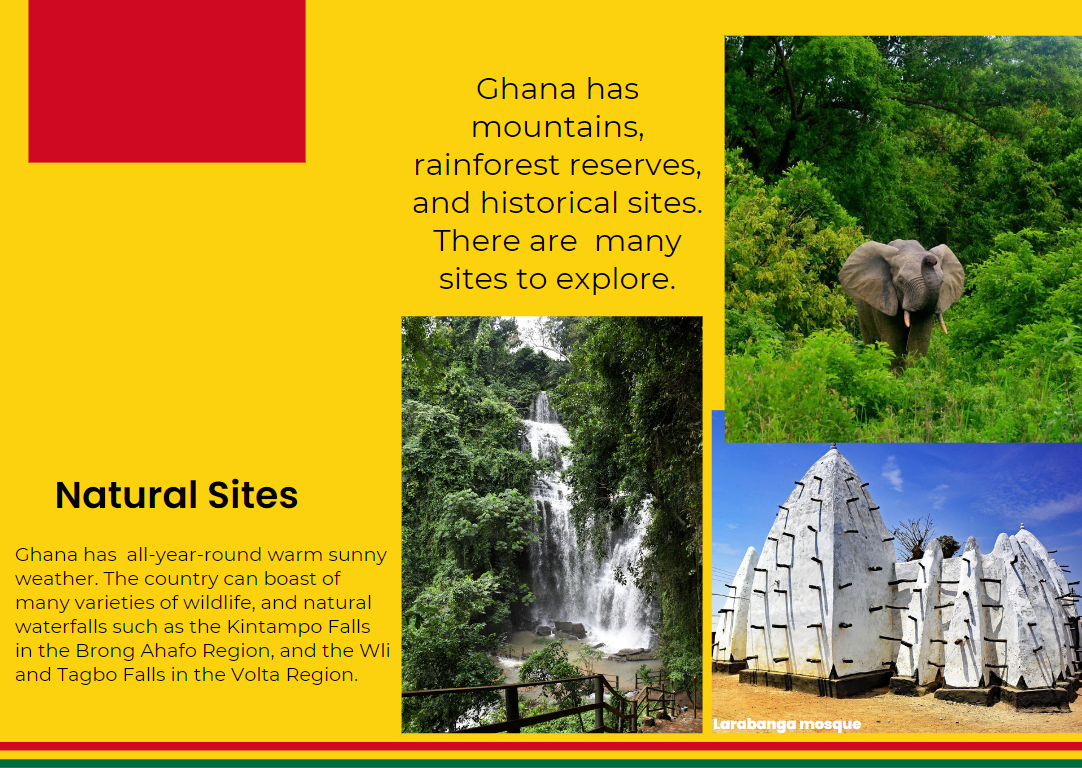 Ghana has
mountains,
rainforest reserves,
and historical sites.
There are  many
sites to explore.
Natural Sites
Ghana has  all-year-round warm sunny
weather. The country can boast of
many varieties of wildlife, and natural
waterfalls such as the Kintampo Falls
in the Brong Ahafo Region, and the Wli
and Tagbo Falls in the Volta Region.
Larabanga mosque